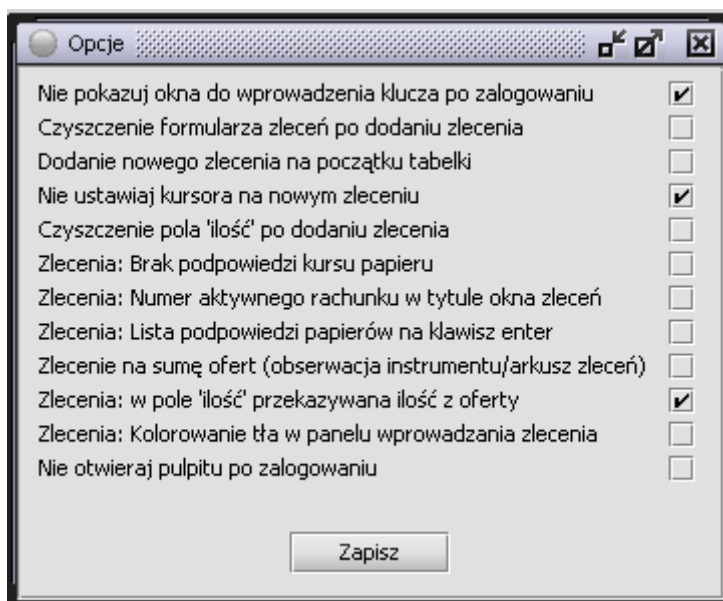 Opcje
Nie pokazuj okna do wprowadzenia klucza po zalogowaniu
Czyszczenie formularza zleceń po dodaniu zlecenia
Dodanie nowego zlecenia na początku tabelki
Nie ustawiaj kursora na nowym zleceniu
Czyszczenie pola 'ilość' po dodaniu zlecenia
Zlecenia: Brak podpowiedzi kursu papieru
Zlecenia: Numer aktywnego rachunku w tytule okna zleceń
Zlecenia: Lista podpowiedzi papierów na klawisz enter
Zlecenie na sumę ofert (obserwacja instrumentu/arkusz zleceń)
Zlecenia: w pole 'ilość' przekazywana ilość z oferty
Zlecenia: Kolorowanie tła w panelu wprowadzania zlecenia
Nie otwieraj pulpitu po zalogowaniu
Zapisz